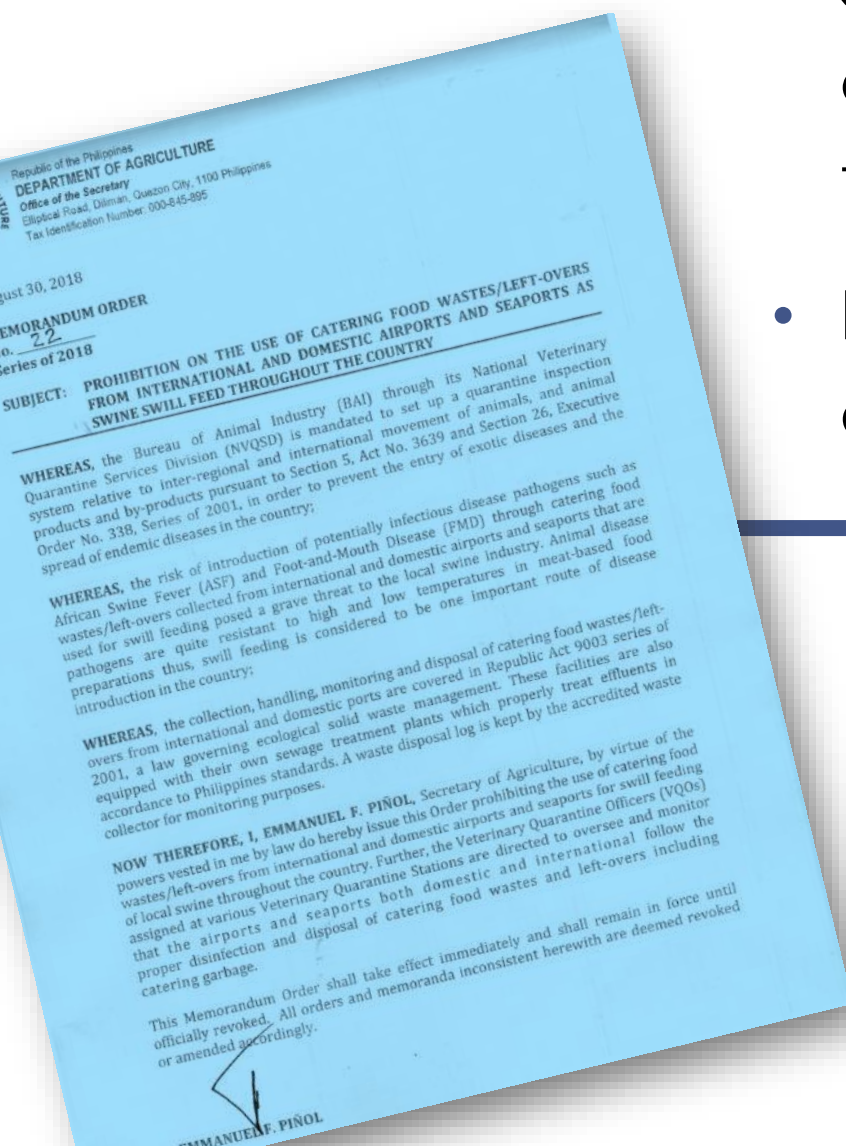 Republic of the Philippines
DEPARTMENT OF AGRICULTURE
Office of the Secretary
Elliptical Road, Diliman, Quezon City, 1100 Philippines
Tax Identification Number: 000-845-895
gust 30, 2018
EMORANDUM ORDER
o. 22
Series of 2018
SUBJECT: PROHIBITION ON THE USE OF CATERING FOOD WASTES/LEFT-OVERS
FROM INTERNATIONAL AND DOMESTIC AIRPORTS AND SEAPORTS AS
SWINE SWILL FEED THROUGHOUT THE COUNTRY
WHEREAS, the Bureau of Animal Industry (BAI) through its National Veterinary
Quarantine Services Division (NVQSD) is mandated to set up a quarantine inspection
system relative to inter-regional and international movement of animals, and animal
products and by-products pursuant to Section 5, Act No. 3639 and Section 26, Executive
Order No. 338, Series of 2001, in order to prevent the entry of exotic diseases and the
spread of endemic diseases in the country;
WHEREAS, the risk of introduction of potentially infectious disease pathogens such as
African Swine Fever (ASF) and Foot-and-Mouth Disease (FMD) through catering food
wastes/left-overs collected from international and domestic airports and seaports that are
used for swill feeding posed a grave threat to the local swine industry. Animal disease
pathogens are quite resistant to high and low temperatures in meat-based food
preparations thus, swill feeding is considered to be one important route of disease
introduction in the country;
WHEREAS, the collection, handling, monitoring and disposal of catering food wastes/left-
overs from international and domestic ports are covered in Republic Act 9003 series of
2001, a law governing ecological solid waste management. These facilities are also
equipped with their own sewage treatment plants which properly treat effluents in
accordance to Philippines standards. A waste disposal log is kept by the accredited waste
collector for monitoring purposes.
NOW THEREFORE, I, EMMANUEL F. PIÑOL, Secretary of Agriculture, by virtue of the
powers vested in me by law do hereby issue this Order prohibiting the use of catering food
wastes/left-overs from international and domestic airports and seaports for swill feeding
of local swine throughout the country. Further, the Veterinary Quarantine Officers (VQOs)
assigned at various Veterinary Quarantine Stations are directed to oversee and monitor
that the airports and seaports both domestic and international follow the
proper disinfection and disposal of catering food wastes and left-overs including
catering garbage.
This Memorandum Order shall take effect immediately and shall remain in force until
officially revoked. All orders and memoranda inconsistent herewith are deemed revoked
or amended accordingly.
EMMANUEL F. PIÑOL